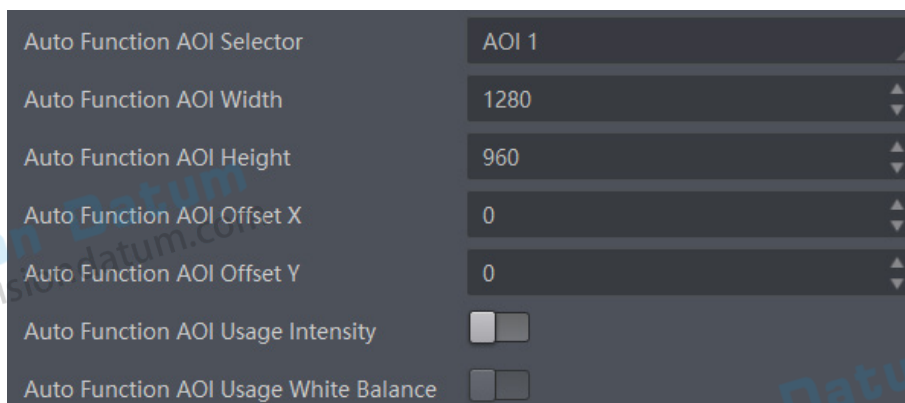 Auto Function AOI Selector AOI 1
Auto Function AOI Width 1280
Auto Function AOI Height 960
Auto Function AOI Offset X 0
Auto Function AOI Offset Y 0
Auto Function AOI Usage Intensity
Auto Function AOI Usage White Balance